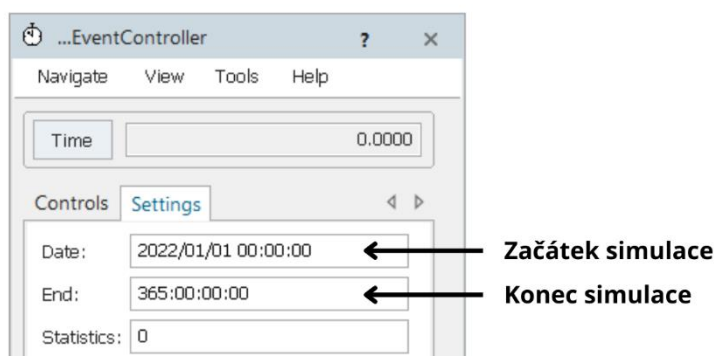 ...EventController ? ×
Navigate View Tools Help
Time 0.0000
Controls Settings
Date: 2022/01/01 00:00:00 Začátek simulace
End: 365:00:00:00 Konec simulace
Statistics: 0